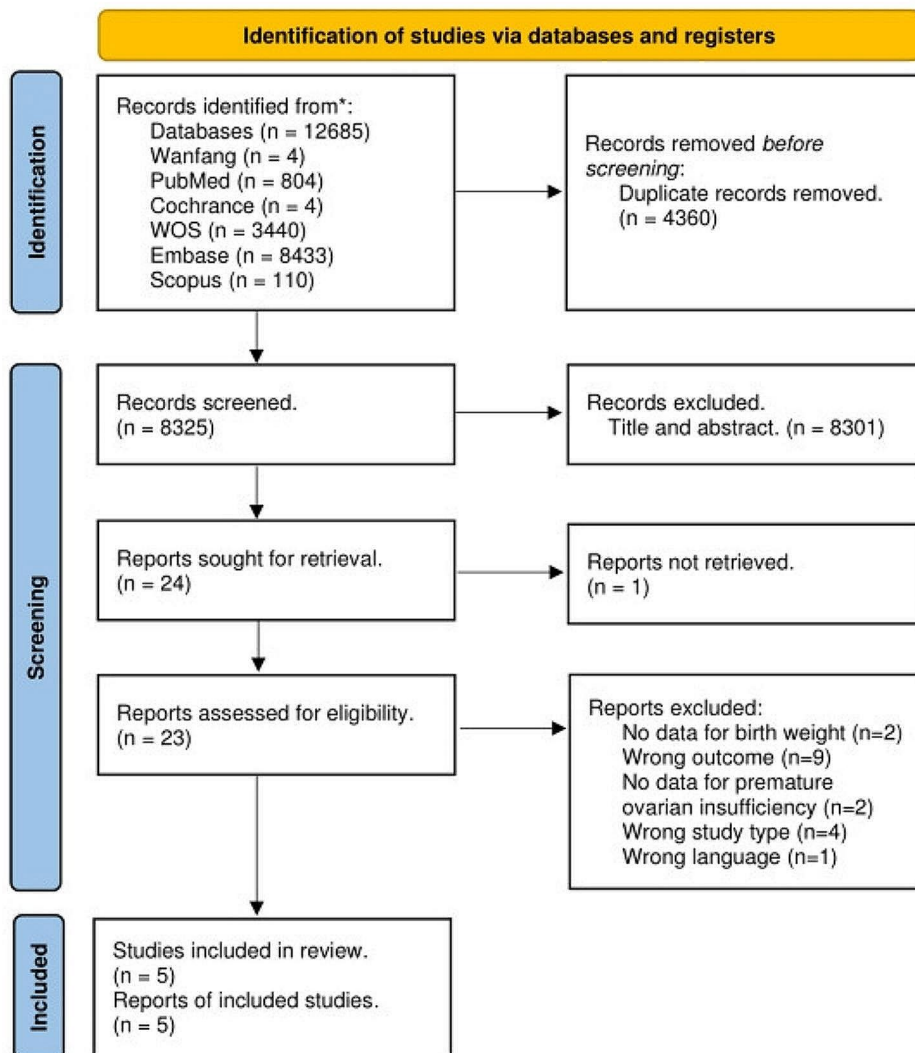 Identification of studies via databases and registers
Identification
Records identified from*:
Databases (n = 12685)
Wanfang (n = 4)
PubMed (n = 804)
Cochrance (n = 4)
WOS (n = 3440)
Embase (n = 8433)
Scopus (n = 110)
Records removed before
screening:
Duplicate records removed.
(n = 4360)
Screening
Records screened.
(n = 8325)
Records excluded.
Title and abstract. (n = 8301)
Reports sought for retrieval.
(n = 24)
Reports not retrieved.
(n = 1)
Reports assessed for eligibility.
(n = 23)
Reports excluded:
No data for birth weight (n=2)
Wrong outcome (n=9)
No data for premature
ovarian insufficiency (n=2)
Wrong study type (n=4)
Wrong language (n=1)
Included
Studies included in review.
(n = 5)
Reports of included studies.
(n = 5)